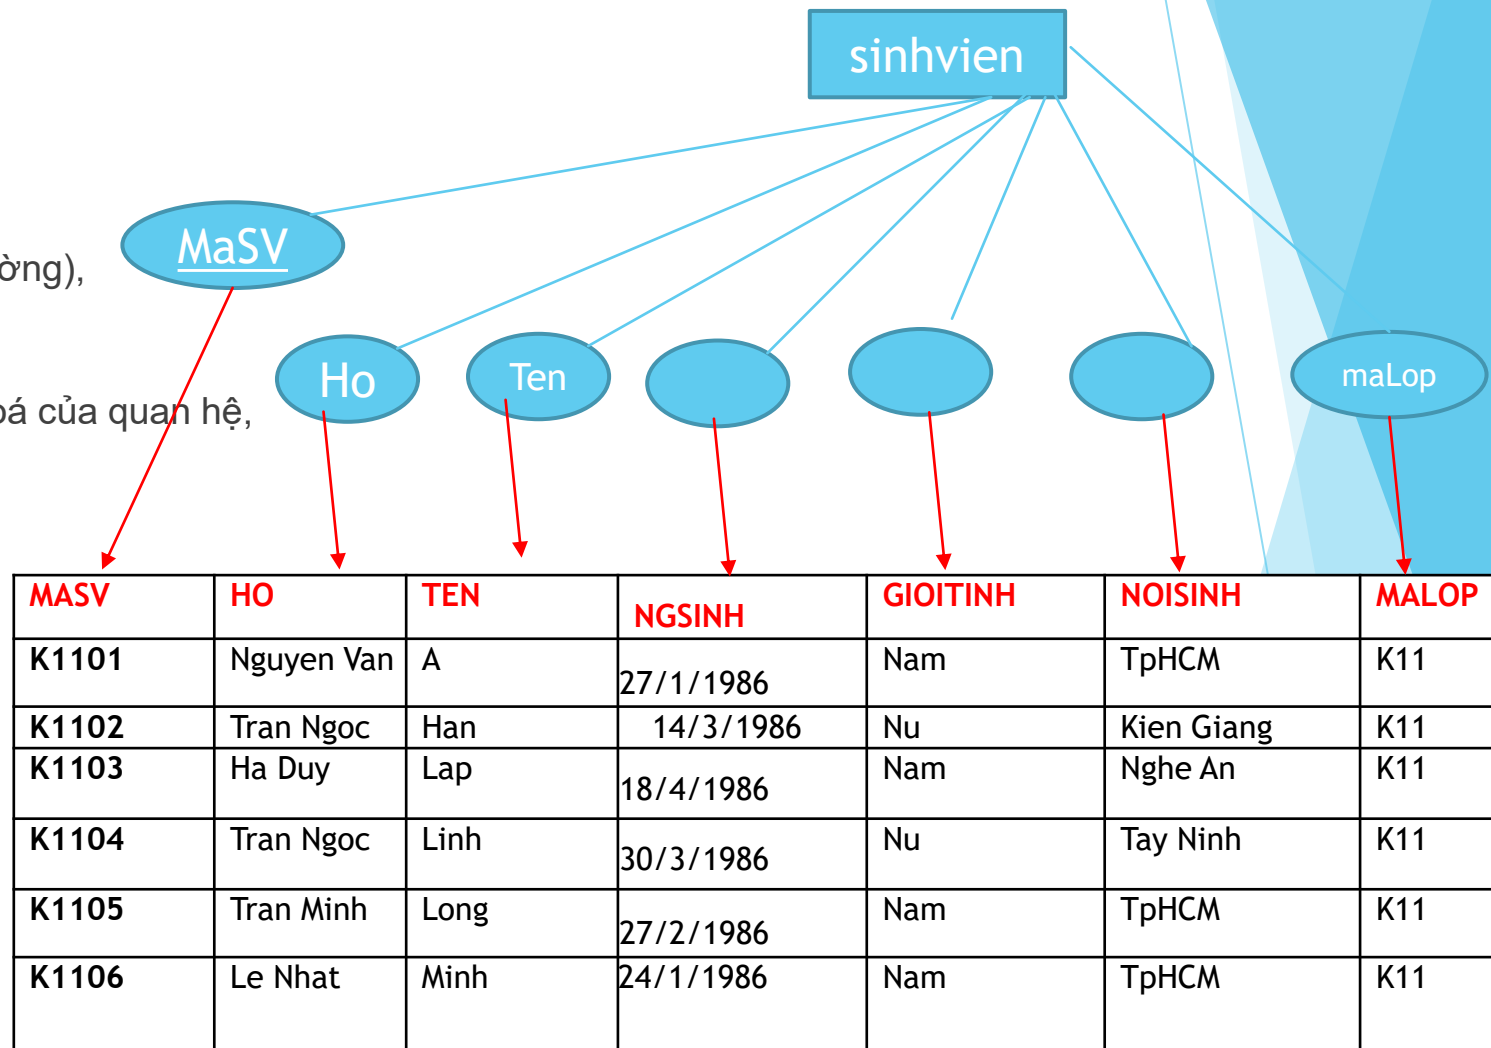 sinhvien
MaSV
ờng),
Ho
Ten
maLop
á của quan hệ,
MASV HO TEN NGSINH GIOITINH NOISINH MALOP
K1101 Nguyen Van A 27/1/1986 Nam TpHCM K11
K1102 Tran Ngoc Han 14/3/1986 Nu Kien Giang K11
K1103 Ha Duy Lap 18/4/1986 Nam Nghe An K11
K1104 Tran Ngoc Linh 30/3/1986 Nu Tay Ninh K11
K1105 Tran Minh Long 27/2/1986 Nam TpHCM K11
K1106 Le Nhat Minh 24/1/1986 Nam TpHCM K11